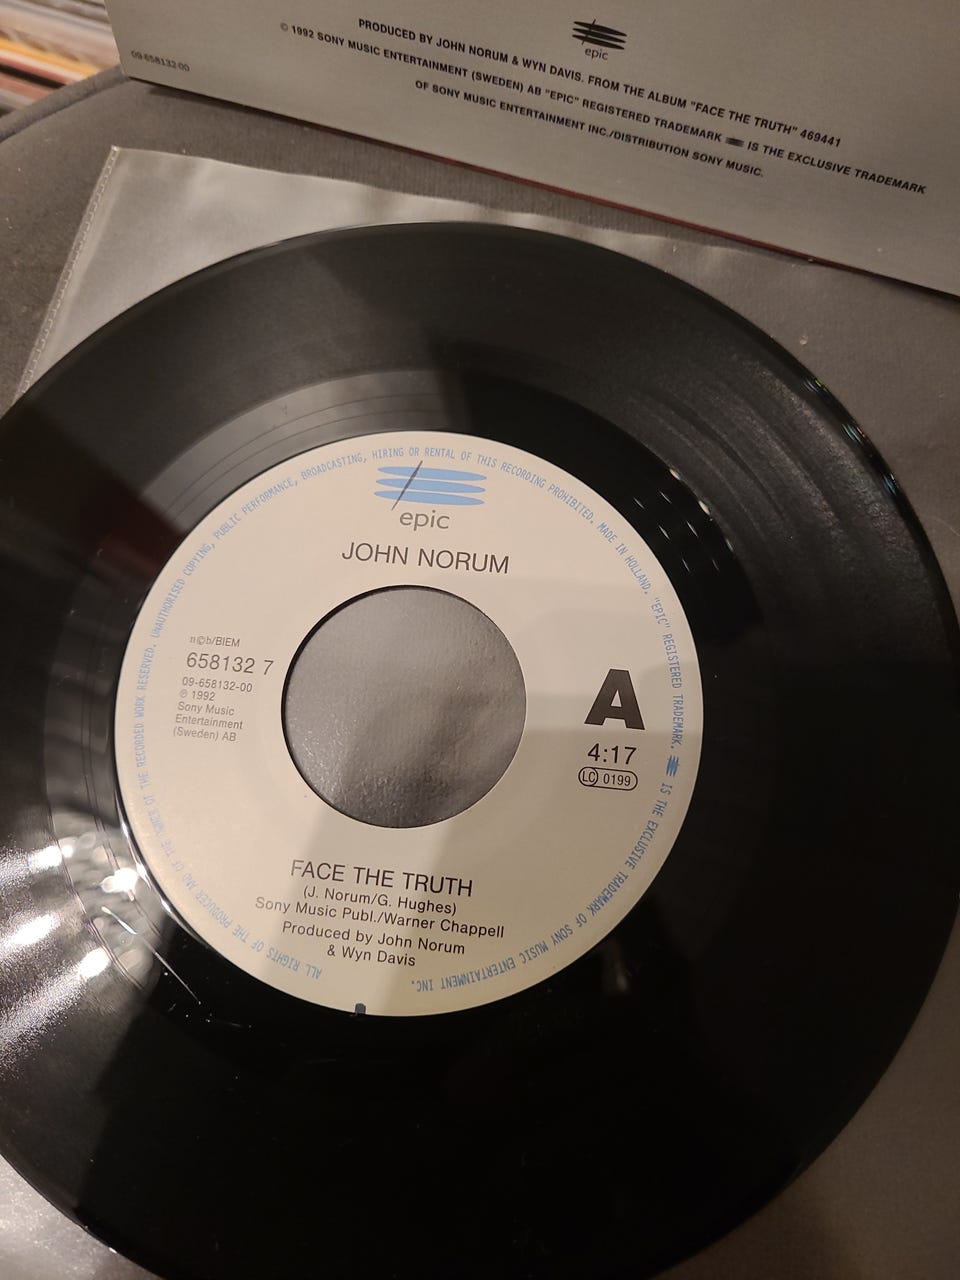 epic
PRODUCED BY JOHN NORUM & WYN DAVIS. FROM THE ALBUM "FACE THE TRUTH" 469441
© 1992 SONY MUSIC ENTERTAINMENT (SWEDEN) AB "EPIC" REGISTERED TRADEMARK IS THE EXCLUSIVE TRADEMARK
OF SONY MUSIC ENTERTAINMENT INC./DISTRIBUTION SONY MUSIC.
09-658132-00
ALL RIGHTS OF THE PRODUCER AND OF THE OWNER OF THE RECORDED WORK RESERVED. UNAUTHORISED COPYING, PUBLIC PERFORMANCE, BROADCASTING, HIRING OR RENTAL OF THIS RECORDING PROHIBITED. MADE IN HOLLAND. "EPIC" REGISTERED TRADEMARK. IS THE EXCLUSIVE TRADEMARK OF SONY MUSIC ENTERTAINMENT INC.
epic
JOHN NORUM
n©b/BIEM
658132 7
09-658132-00
℗ 1992
Sony Music
Entertainment
(Sweden) AB
A
4:17
LC 0199
FACE THE TRUTH
(J. Norum/G. Hughes)
Sony Music Publ./Warner Chappell
Produced by John Norum
& Wyn Davis